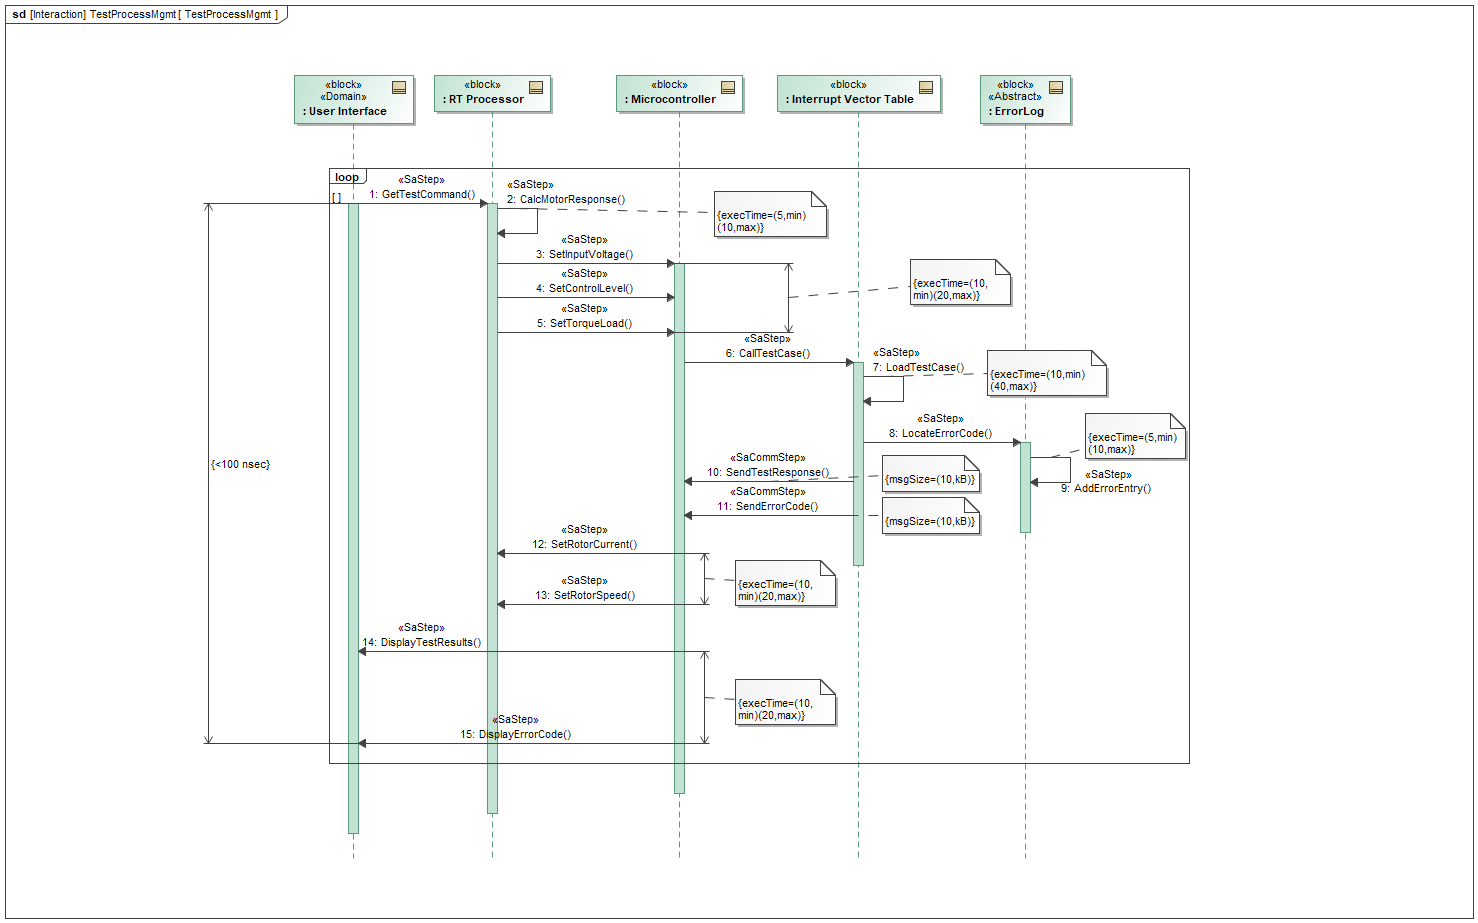 sd [Interaction] TestProcessMgmt [ TestProcessMgmt ]
«block»
«Domain»
: User Interface
«block»
: RT Processor
«block»
: Microcontroller
«block»
: Interrupt Vector Table
«block»
«Abstract»
: ErrorLog
loop
[ ]
«SaStep»
1: GetTestCommand()
«SaStep»
2: CalcMotorResponse()
{execTime=(5,min)
(10,max)}
«SaStep»
3: SetInputVoltage()
«SaStep»
4: SetControlLevel()
{execTime=(10,
min)(20,max)}
«SaStep»
5: SetTorqueLoad()
«SaStep»
6: CallTestCase()
«SaStep»
7: LoadTestCase()
{execTime=(10,min)
(40,max)}
«SaStep»
8: LocateErrorCode()
{execTime=(5,min)
(10,max)}
{<100 nsec}
«SaStep»
9: AddErrorEntry()
«SaCommStep»
10: SendTestResponse()
{msgSize=(10,kB)}
«SaCommStep»
11: SendErrorCode()
{msgSize=(10,kB)}
«SaStep»
12: SetRotorCurrent()
«SaStep»
13: SetRotorSpeed()
{execTime=(10,
min)(20,max)}
«SaStep»
14: DisplayTestResults()
{execTime=(10,
min)(20,max)}
«SaStep»
15: DisplayErrorCode()